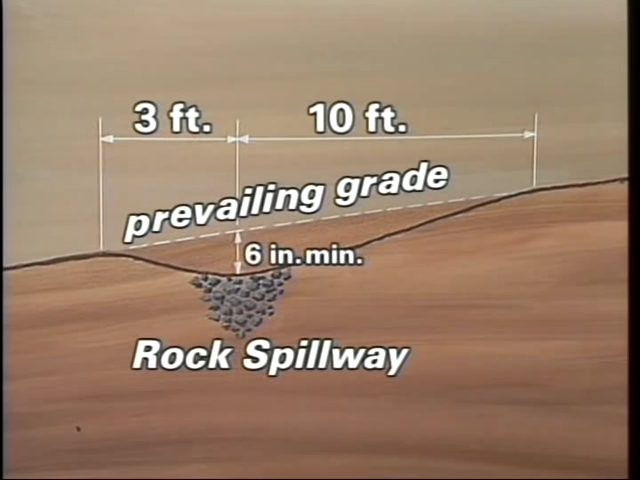 3 ft.
10 ft.
prevailing grade
6 in. min.
Rock Spillway